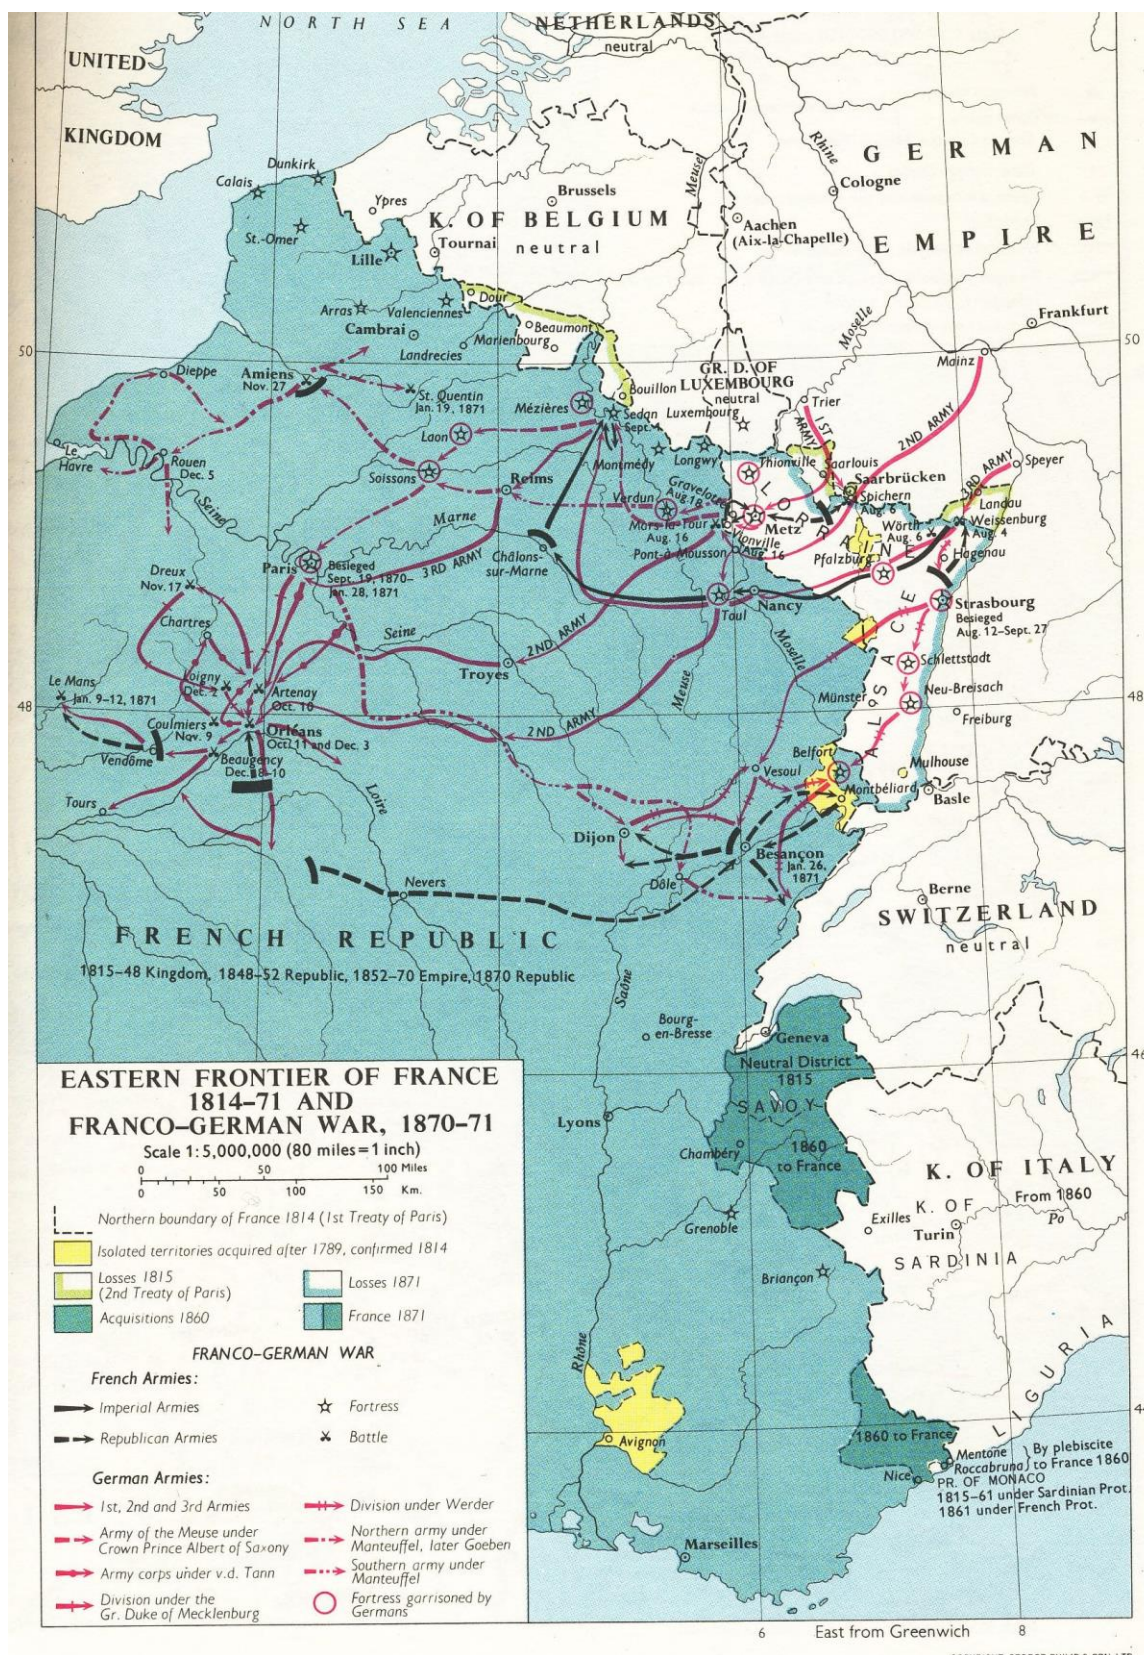 NORTH SEA
NETHERLANDS
neutral
UNITED
KINGDOM
GERMAN
EMPIRE
Rhine
Cologne
Meuse
Dunkirk
Calais
Ypres
Brussels
K. OF BELGIUM
neutral
Aachen
(Aix-la-Chapelle)
St.-Omer
Tournai
Lille
Arras
Valenciennes
Dour
Cambrai
Beaumont
Marienbourg
Landrecies
Frankfurt
Moselle
Mainz
50
50
Dieppe
Amiens
Nov. 27
St. Quentin
Jan. 19, 1871
Mézières
Bouillon
Sedan
Sept. 1
GR. D. OF
LUXEMBOURG
neutral
Luxembourg
Trier
1ST
ARMY
2ND ARMY
3RD ARMY
Speyer
Laon
Le
Havre
Rouen
Dec. 5
Soissons
Reims
Montmédy
Longwy
Thionville
Saarlouis
Saarbrücken
Spichern
Aug. 6
Landau
Weissenburg
Aug. 4
Wörth
Aug. 6
Gravelotte
Aug. 18
Verdun
Mars-la-Tour
Aug. 16
Metz
Vionville
Aug. 16
Pont-à-Mousson
LORRAINE
Pfalzburg
Hagenau
Seine
Marne
Paris
Besieged
Sept. 19, 1870–
Jan. 28, 1871
3RD ARMY
Châlons-
sur-Marne
Toul
Nancy
Strasbourg
Besieged
Aug. 12–Sept. 27
Dreux
Nov. 17
Chartres
Seine
2ND ARMY
Troyes
Meuse
Moselle
ALSACE
Schlettstadt
Münster
Neu-Breisach
Freiburg
48
Le Mans
Jan. 9–12, 1871
Loigny
Dec. 2
Artenay
Oct. 10
Coulmiers
Nov. 9
Orléans
Oct. 11 and Dec. 3
Vendôme
Beaugency
Dec. 8–10
2ND ARMY
Tours
Loire
Vesoul
Belfort
Mulhouse
Montbéliard
Basle
Dijon
Besançon
Jan. 26,
1871
Dôle
Nevers
Berne
SWITZERLAND
neutral
FRENCH REPUBLIC
1815–48 Kingdom, 1848–52 Republic, 1852–70 Empire, 1870 Republic
Saône
Bourg-
en-Bresse
Geneva
Neutral District
1815
SAVOY
46
Lyons
Chambéry
1860
to France
K. OF ITALY
From 1860
K. OF
SARDINIA
Exilles
Turin
Po
Grenoble
Briançon
Rhône
LIGURIA
44
Avignon
1860 to France
Nice
Mentone
Roccabruna
By plebiscite
to France 1860
PR. OF MONACO
1815–61 under Sardinian Prot.
1861 under French Prot.
Marseilles
6
East from Greenwich
8
EASTERN FRONTIER OF FRANCE
1814–71 AND
FRANCO–GERMAN WAR, 1870–71
Scale 1:5,000,000 (80 miles=1 inch)
0 50 100 Miles
0 50 100 150 Km.
Northern boundary of France 1814 (1st Treaty of Paris)
Isolated territories acquired after 1789, confirmed 1814
Losses 1815
(2nd Treaty of Paris)
Losses 1871
Acquisitions 1860
France 1871
FRANCO–GERMAN WAR
French Armies:
Imperial Armies
Fortress
Republican Armies
Battle
German Armies:
1st, 2nd and 3rd Armies
Division under Werder
Army of the Meuse under
Crown Prince Albert of Saxony
Northern army under
Manteuffel, later Goeben
Army corps under v.d. Tann
Southern army under
Manteuffel
Division under the
Gr. Duke of Mecklenburg
Fortress garrisoned by
Germans